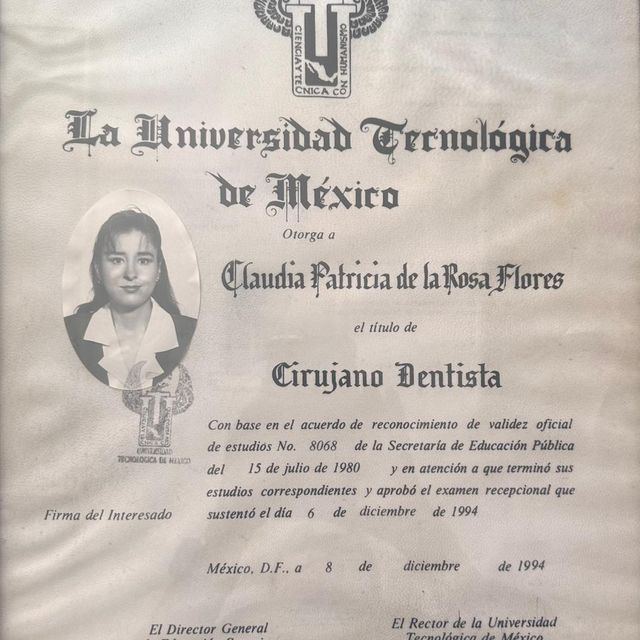 CIENCIA Y TECNICA CON HUMANISMO
La Universidad Tecnológica
de México
Otorga a
Claudia Patricia de la Rosa Flores
el título de
Cirujano Dentista
Con base en el acuerdo de reconocimiento de validez oficial
de estudios No. 8068 de la Secretaría de Educación Pública
del 15 de julio de 1980 y en atención a que terminó sus
estudios correspondientes y aprobó el examen recepcional que
sustentó el día 6 de diciembre de 1994
UNIVERSIDAD
TECNOLOGICA DE MEXICO
Firma del Interesado
México, D.F., a 8 de diciembre de 1994
El Director General
El Rector de la Universidad
Tecnológica de México